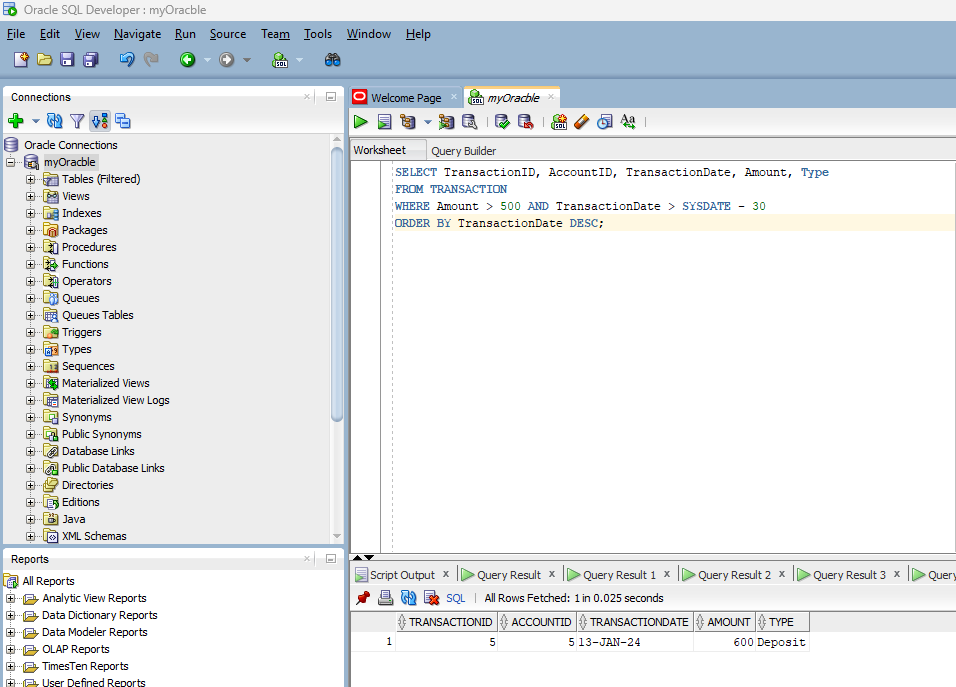 Oracle SQL Developer : myOracble
File Edit View Navigate Run Source Team Tools Window Help
Connections
Oracle Connections
myOracble
Tables (Filtered)
Views
Indexes
Packages
Procedures
Functions
Operators
Queues
Queues Tables
Triggers
Types
Sequences
Materialized Views
Materialized View Logs
Synonyms
Public Synonyms
Database Links
Public Database Links
Directories
Editions
Java
XML Schemas
Reports
All Reports
Analytic View Reports
Data Dictionary Reports
Data Modeler Reports
OLAP Reports
TimesTen Reports
User Defined Reports
Welcome Page myOracble
Aa
Worksheet Query Builder
SELECT TransactionID, AccountID, TransactionDate, Amount, Type
FROM TRANSACTION
WHERE Amount > 500 AND TransactionDate > SYSDATE - 30
ORDER BY TransactionDate DESC;
Script Output Query Result Query Result 1 Query Result 2 Query Result 3 Query
SQL All Rows Fetched: 1 in 0.025 seconds
TRANSACTIONID ACCOUNTID TRANSACTIONDATE AMOUNT TYPE
1 5 5 13-JAN-24 600 Deposit